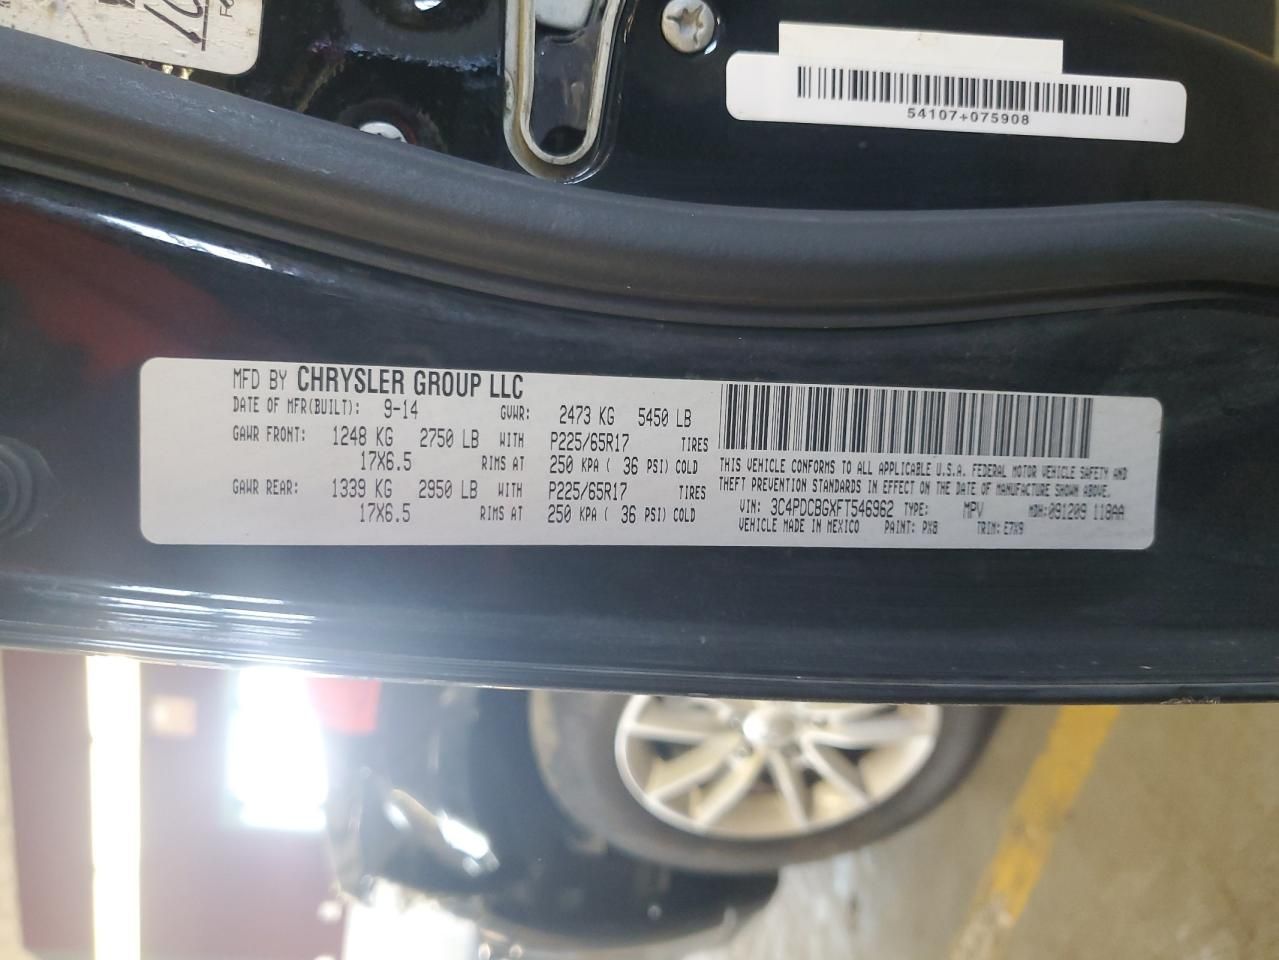 54107+075908
MFD BY CHRYSLER GROUP LLC
DATE OF MFR(BUILT): 9-14 GVWR: 2473 KG 5450 LB
GAWR FRONT: 1248 KG 2750 LB WITH P225/65R17 TIRES
17X6.5 RIMS AT 250 KPA ( 36 PSI) COLD
GAWR REAR: 1339 KG 2950 LB WITH P225/65R17 TIRES
17X6.5 RIMS AT 250 KPA ( 36 PSI) COLD
THIS VEHICLE CONFORMS TO ALL APPLICABLE U.S.A. FEDERAL MOTOR VEHICLE SAFETY AND
THEFT PREVENTION STANDARDS IN EFFECT ON THE DATE OF MANUFACTURE SHOWN ABOVE.
VIN: 3C4PDCBGXFT546962 TYPE: MPV MDH:091209 118AA
VEHICLE MADE IN MEXICO PAINT: PX8 TRIM: E7X9